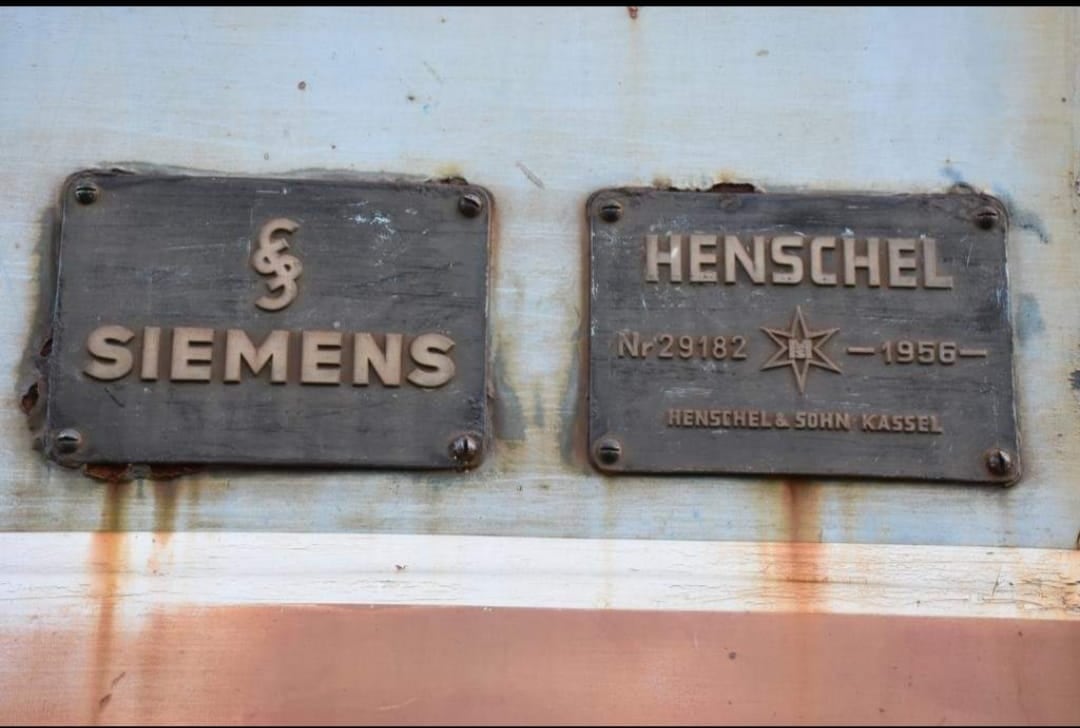 SIEMENS
HENSCHEL
Nr 29182 M —1956—
HENSCHEL & SOHN KASSEL